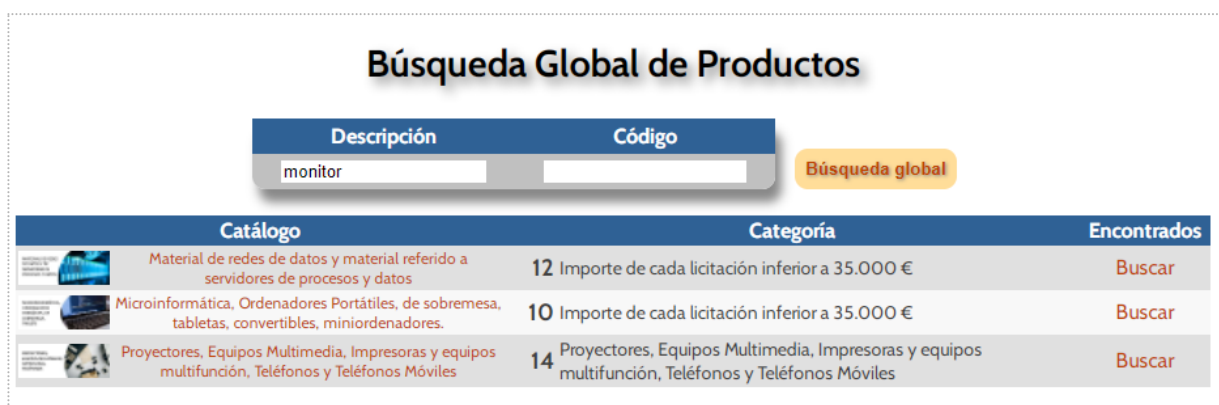 Búsqueda Global de Productos
Descripción Código
monitor
Búsqueda global
Catálogo Categoría Encontrados
Material de redes de datos y material referido a
servidores de procesos y datos
12 Importe de cada licitación inferior a 35.000 €
Buscar
Microinformática, Ordenadores Portátiles, de sobremesa,
tabletas, convertibles, miniordenadores.
10 Importe de cada licitación inferior a 35.000 €
Buscar
Proyectores, Equipos Multimedia, Impresoras y equipos
multifunción, Teléfonos y Teléfonos Móviles
14 Proyectores, Equipos Multimedia, Impresoras y equipos
multifunción, Teléfonos y Teléfonos Móviles
Buscar